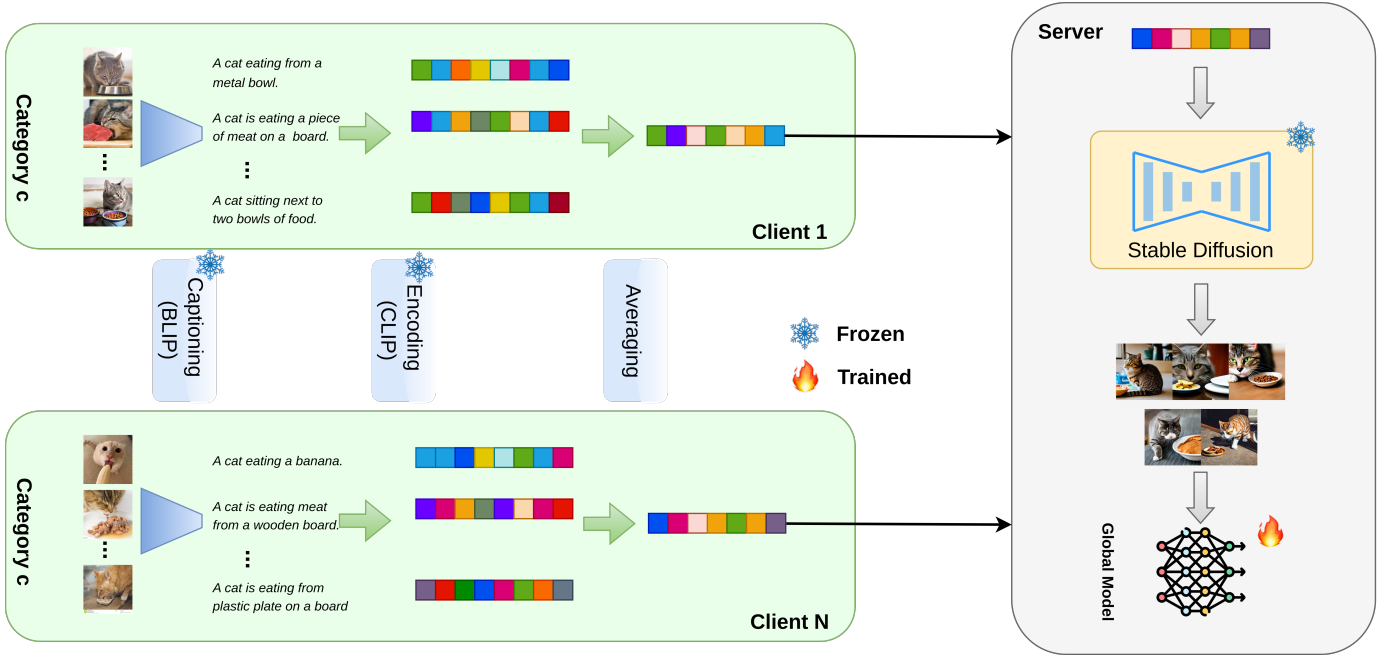 Category c
A cat eating from a
metal bowl.
A cat is eating a piece
of meat on a board.
...
A cat sitting next to
two bowls of food.
Client 1
Captioning
(BLIP)
Encoding
(CLIP)
Averaging
Frozen
Trained
Category c
A cat eating a banana.
A cat is eating meat
from a wooden board.
...
A cat is eating from
plastic plate on a board
Client N
Server
Stable Diffusion
Global Model